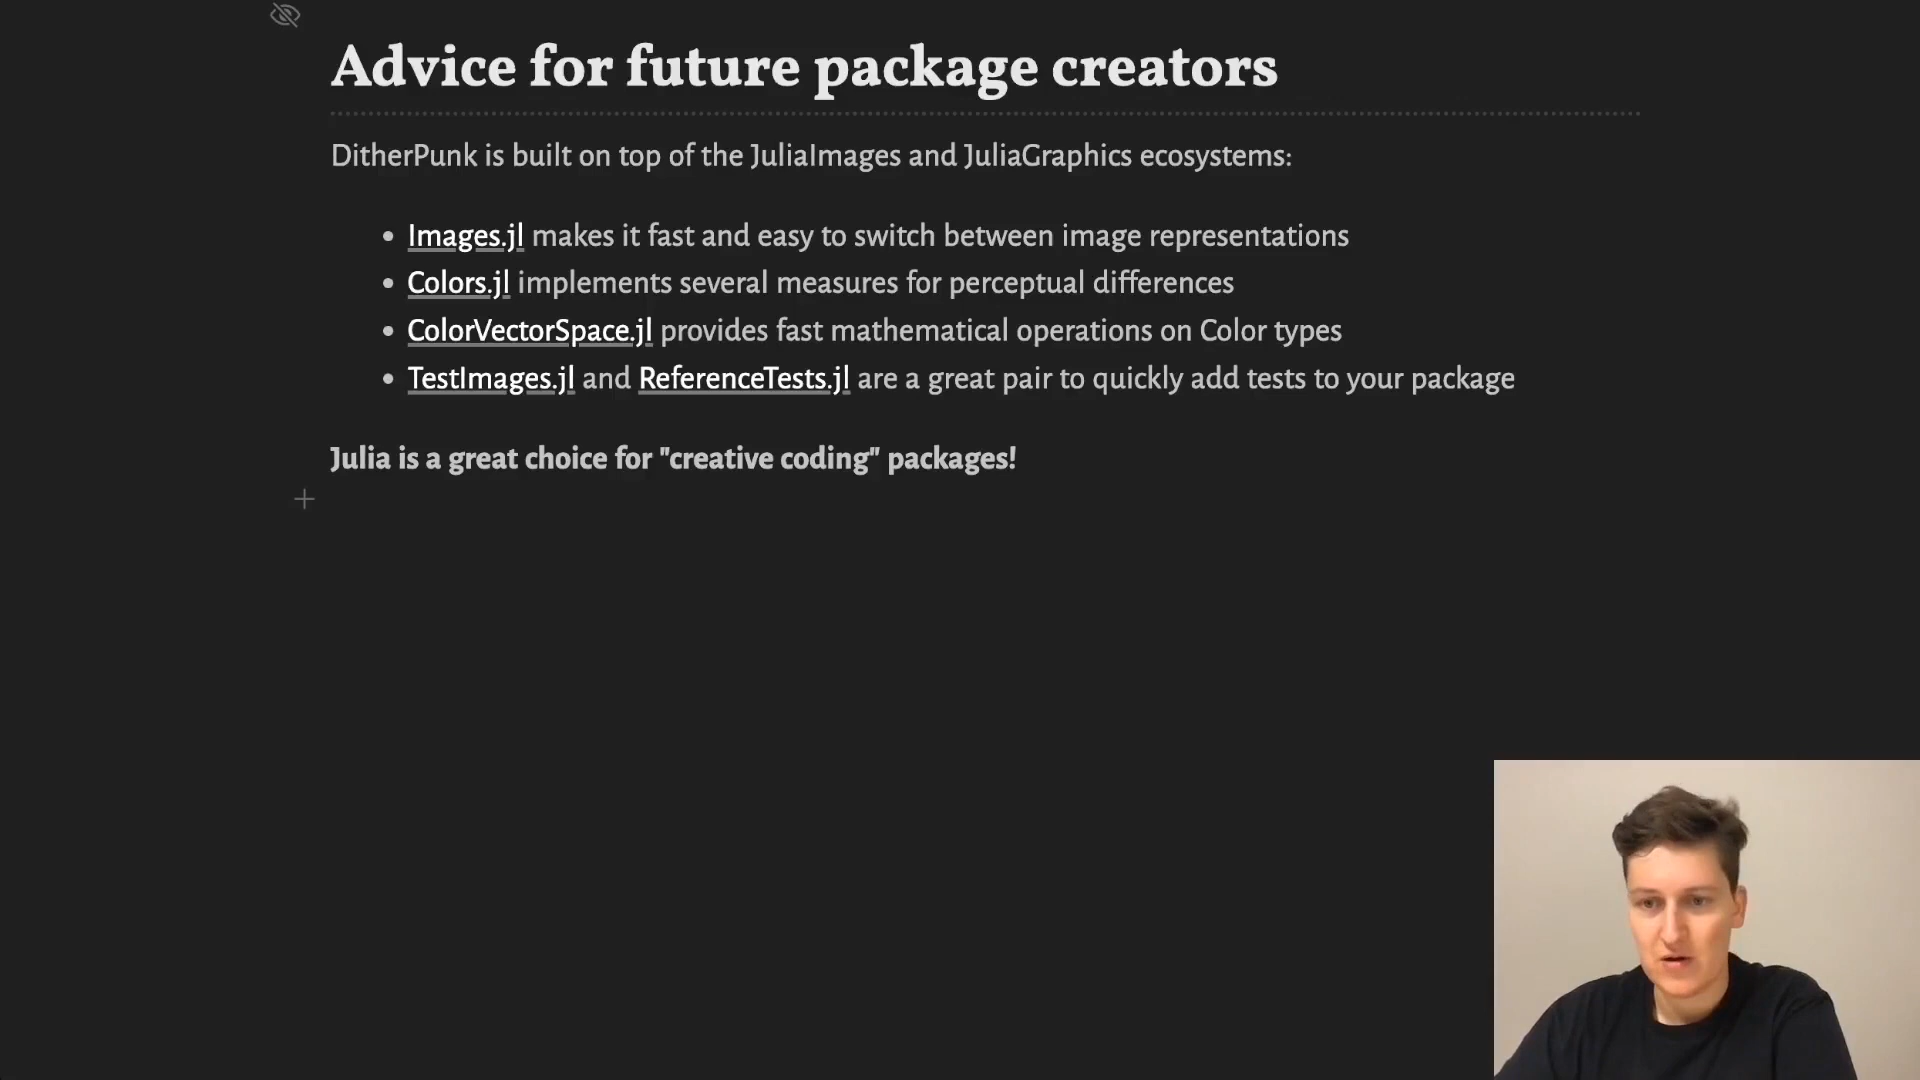 Advice for future package creators
DitherPunk is built on top of the JuliaImages and JuliaGraphics ecosystems:
• Images.jl makes it fast and easy to switch between image representations
• Colors.jl implements several measures for perceptual differences
• ColorVectorSpace.jl provides fast mathematical operations on Color types
• TestImages.jl and ReferenceTests.jl are a great pair to quickly add tests to your package
Julia is a great choice for "creative coding" packages!